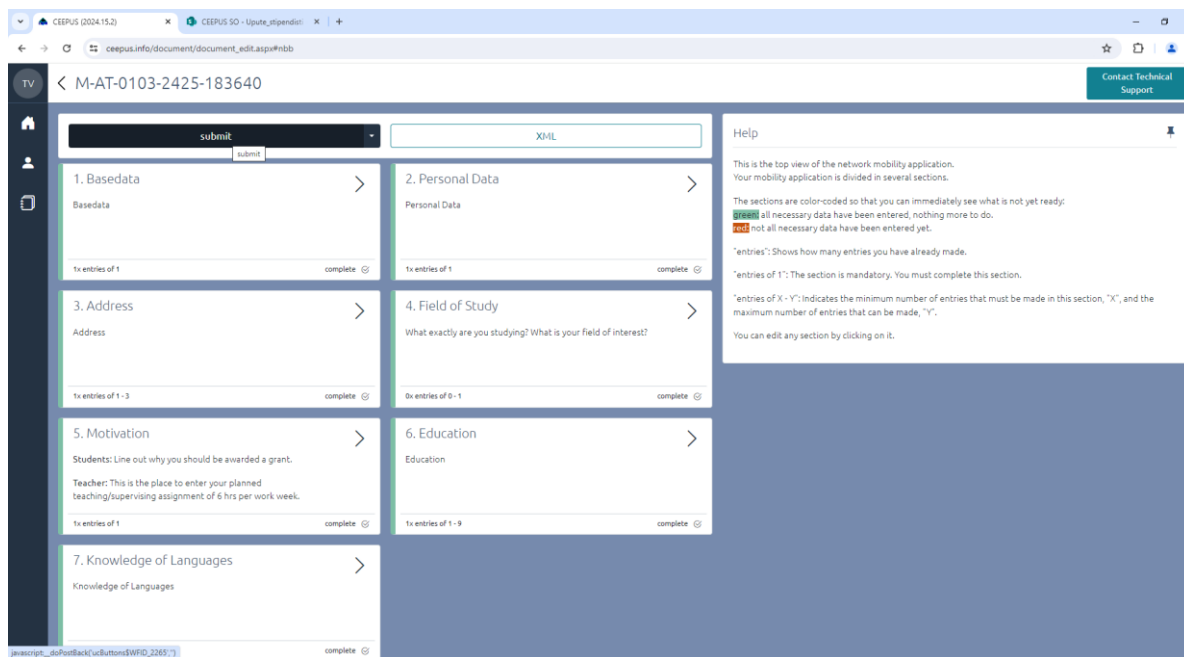 CEEPUS (2024.15.2)
CEEPUS SO - Upute_stipendisti
ceepus.info/document/document_edit.aspx#nbb
TV
M-AT-0103-2425-183640
Contact Technical
Support
submit
XML
submit
1. Basedata
Basedata
1x entries of 1
complete
2. Personal Data
Personal Data
1x entries of 1
complete
3. Address
Address
1x entries of 1 - 3
complete
4. Field of Study
What exactly are you studying? What is your field of interest?
0x entries of 0 - 1
complete
5. Motivation
Students: Line out why you should be awarded a grant.
Teacher: This is the place to enter your planned
teaching/supervising assignment of 6 hrs per work week.
1x entries of 1
complete
6. Education
Education
1x entries of 1 - 9
complete
7. Knowledge of Languages
Knowledge of Languages
complete
Help
This is the top view of the network mobility application.
Your mobility application is divided in several sections.
The sections are color-coded so that you can immediately see what is not yet ready:
green: all necessary data have been entered, nothing more to do.
red: not all necessary data have been entered yet.
"entries": Shows how many entries you have already made.
"entries of 1": The section is mandatory. You must complete this section.
"entries of X - Y": Indicates the minimum number of entries that must be made in this section, "X", and the
maximum number of entries that can be made, "Y".
You can edit any section by clicking on it.
javascript:__doPostBack('ucButtons$WFID_2265','')